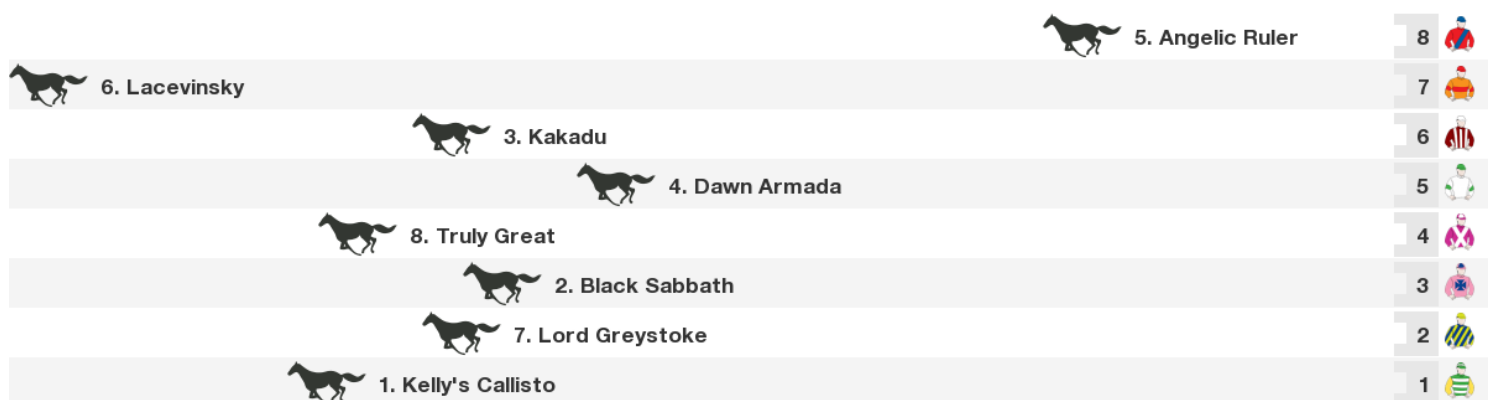 5. Angelic Ruler 8
6. Lacevinsky 7
3. Kakadu 6
4. Dawn Armada 5
8. Truly Great 4
2. Black Sabbath 3
7. Lord Greystoke 2
1. Kelly's Callisto 1